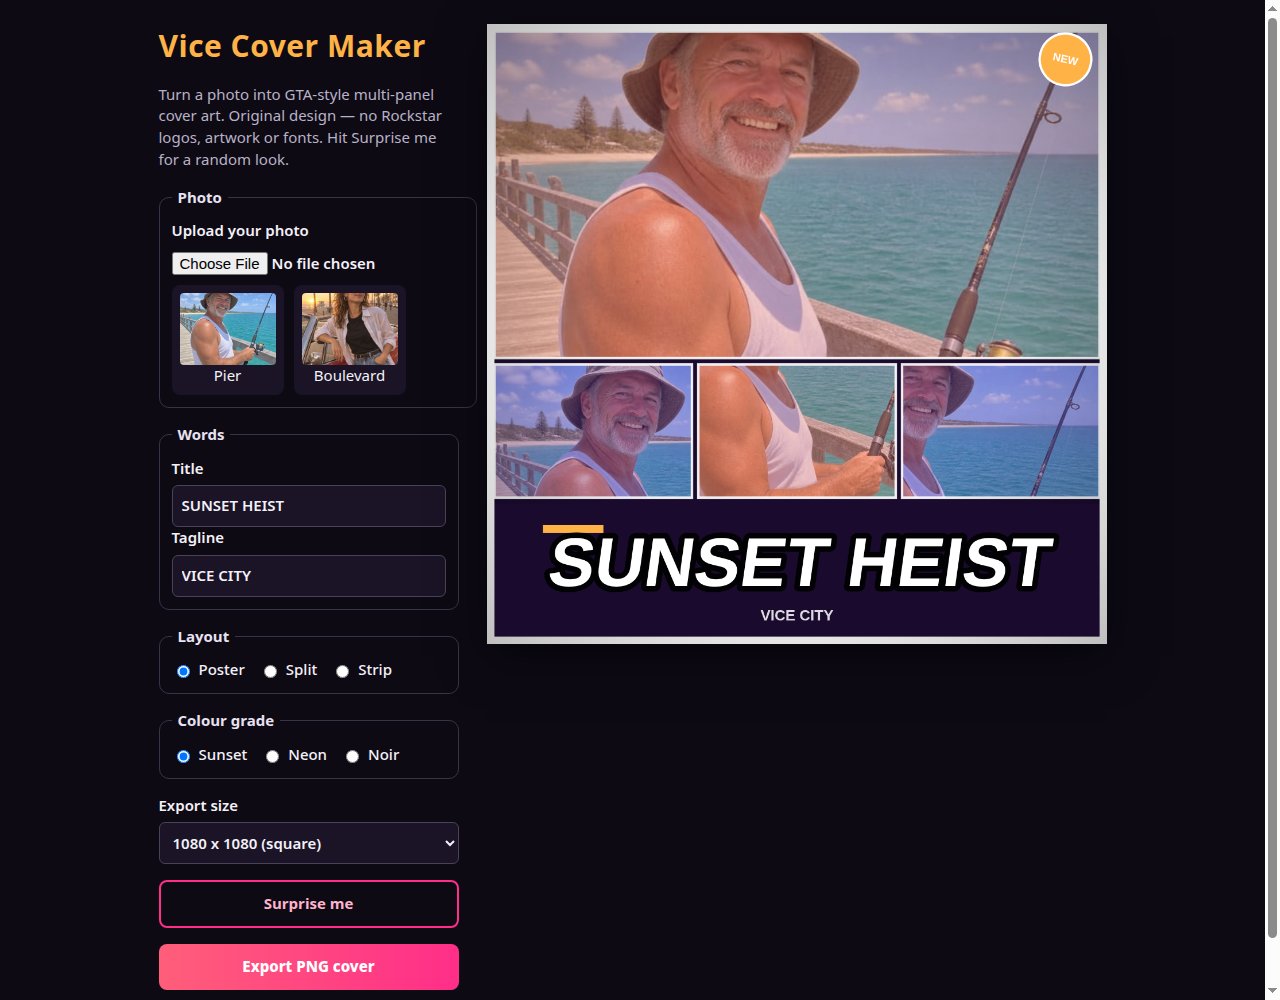 Vice Cover Maker
Turn a photo into GTA-style multi-panel
cover art. Original design — no Rockstar
logos, artwork or fonts. Hit Surprise me
for a random look.
Photo
Upload your photo
Choose File No file chosen
Pier Boulevard
Words
Title
SUNSET HEIST
Tagline
VICE CITY
Layout
Poster Split Strip
Colour grade
Sunset Neon Noir
Export size
1080 x 1080 (square)
Surprise me
Export PNG cover
NEW
SUNSET HEIST
VICE CITY